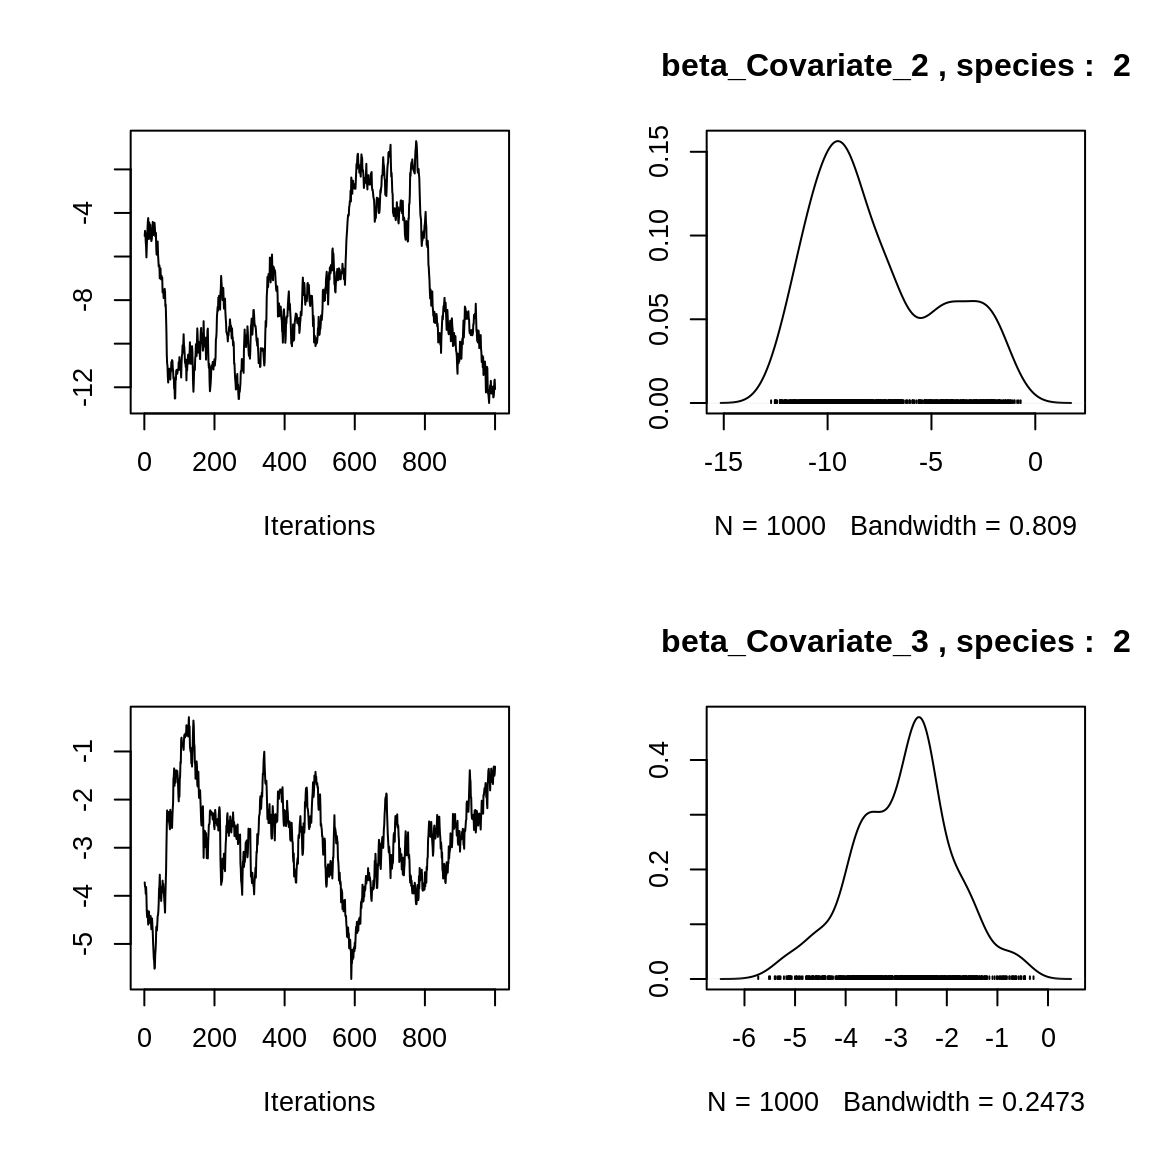 beta_Covariate_2 , species :  2
-4
-8
-12
0 200 400 600 800
Iterations
0.15
0.10
0.05
0.00
-15 -10 -5 0
N = 1000   Bandwidth = 0.809
beta_Covariate_3 , species :  2
-1
-2
-3
-4
-5
0 200 400 600 800
Iterations
0.4
0.2
0.0
-6 -5 -4 -3 -2 -1 0
N = 1000   Bandwidth = 0.2473